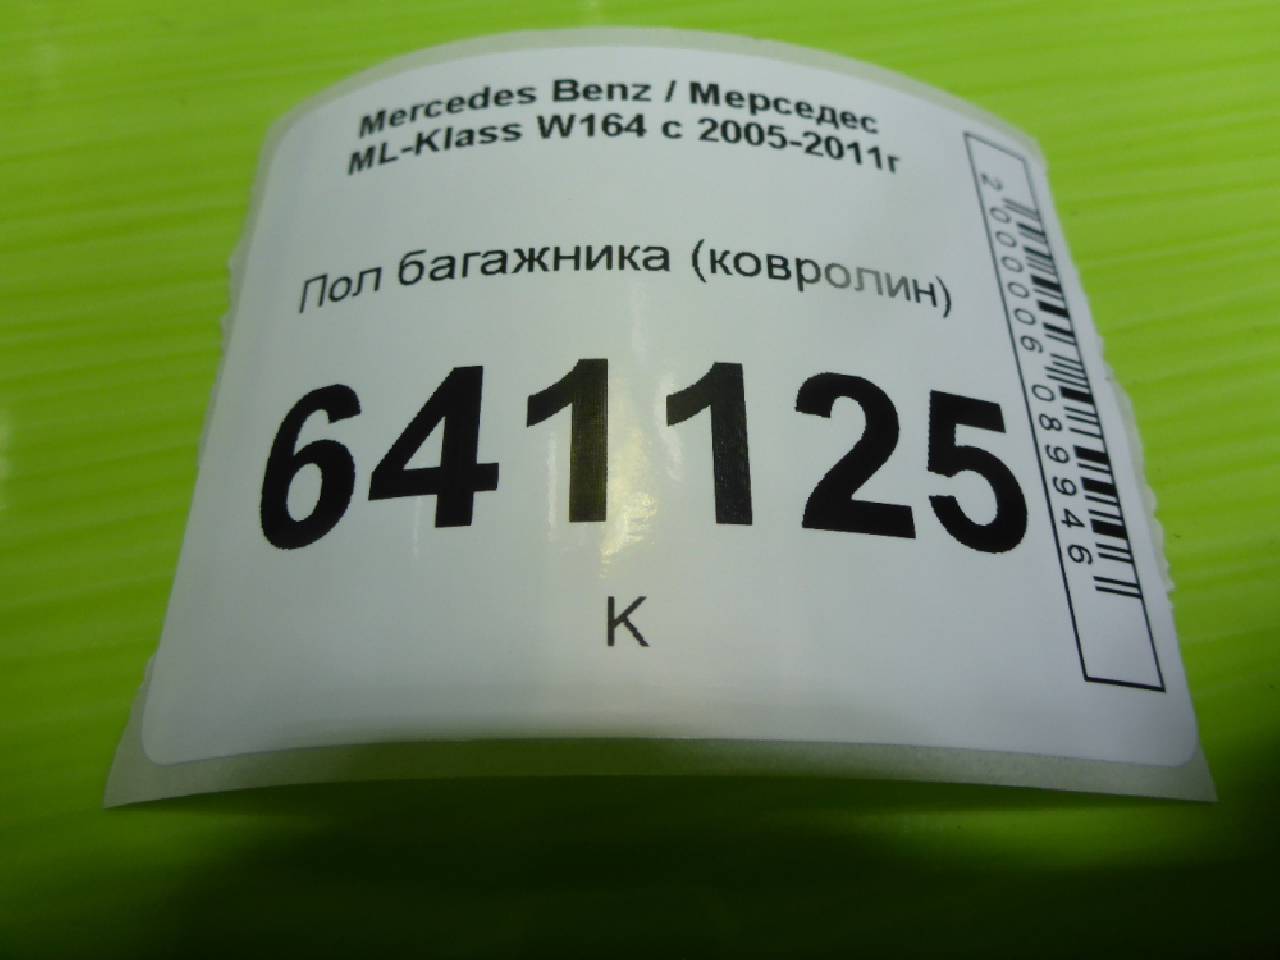 Mercedes Benz / Мерседес
ML-Klass W164 с 2005-2011г
Пол багажника (ковролин)
641125
К
2000006089946